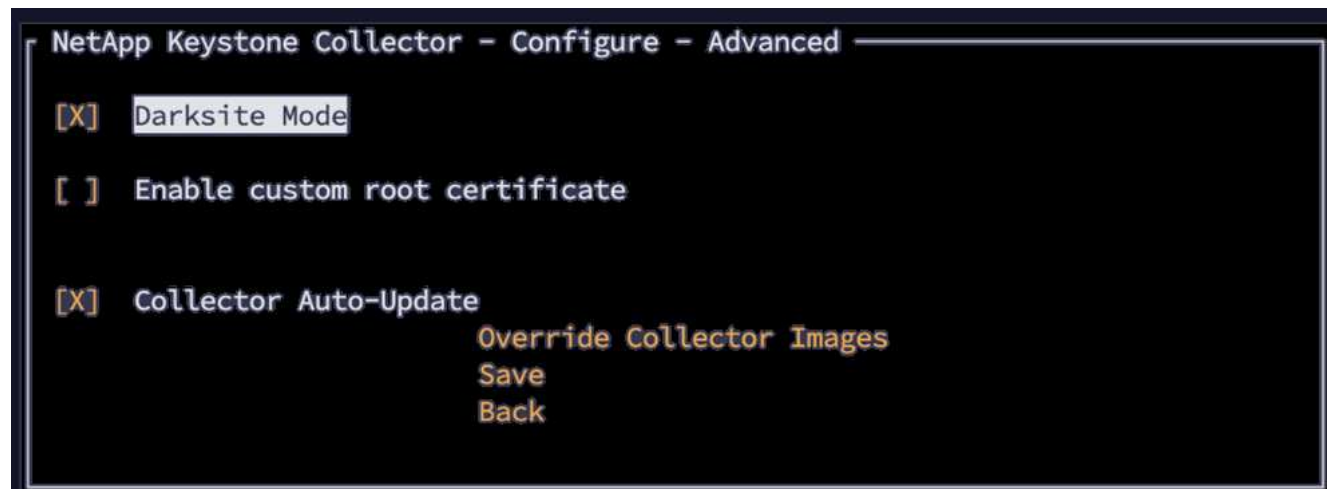 NetApp Keystone Collector - Configure - Advanced
[X] Darksite Mode
[ ] Enable custom root certificate
[X] Collector Auto-Update
Override Collector Images
Save
Back